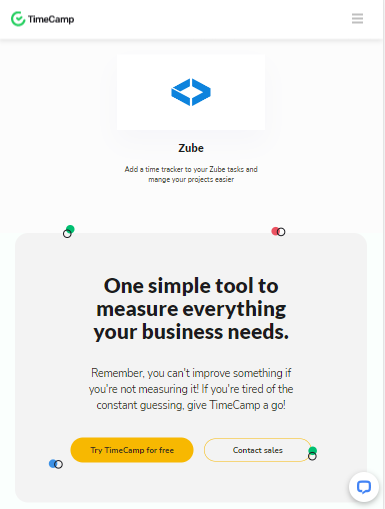 TimeCamp
Zube
Add a time tracker to your Zube tasks and
mange your projects easier
One simple tool to
measure everything
your business needs.
Remember, you can't improve something if
you're not measuring it! If you're tired of the
constant guessing, give TimeCamp a go!
Try TimeCamp for free
Contact sales